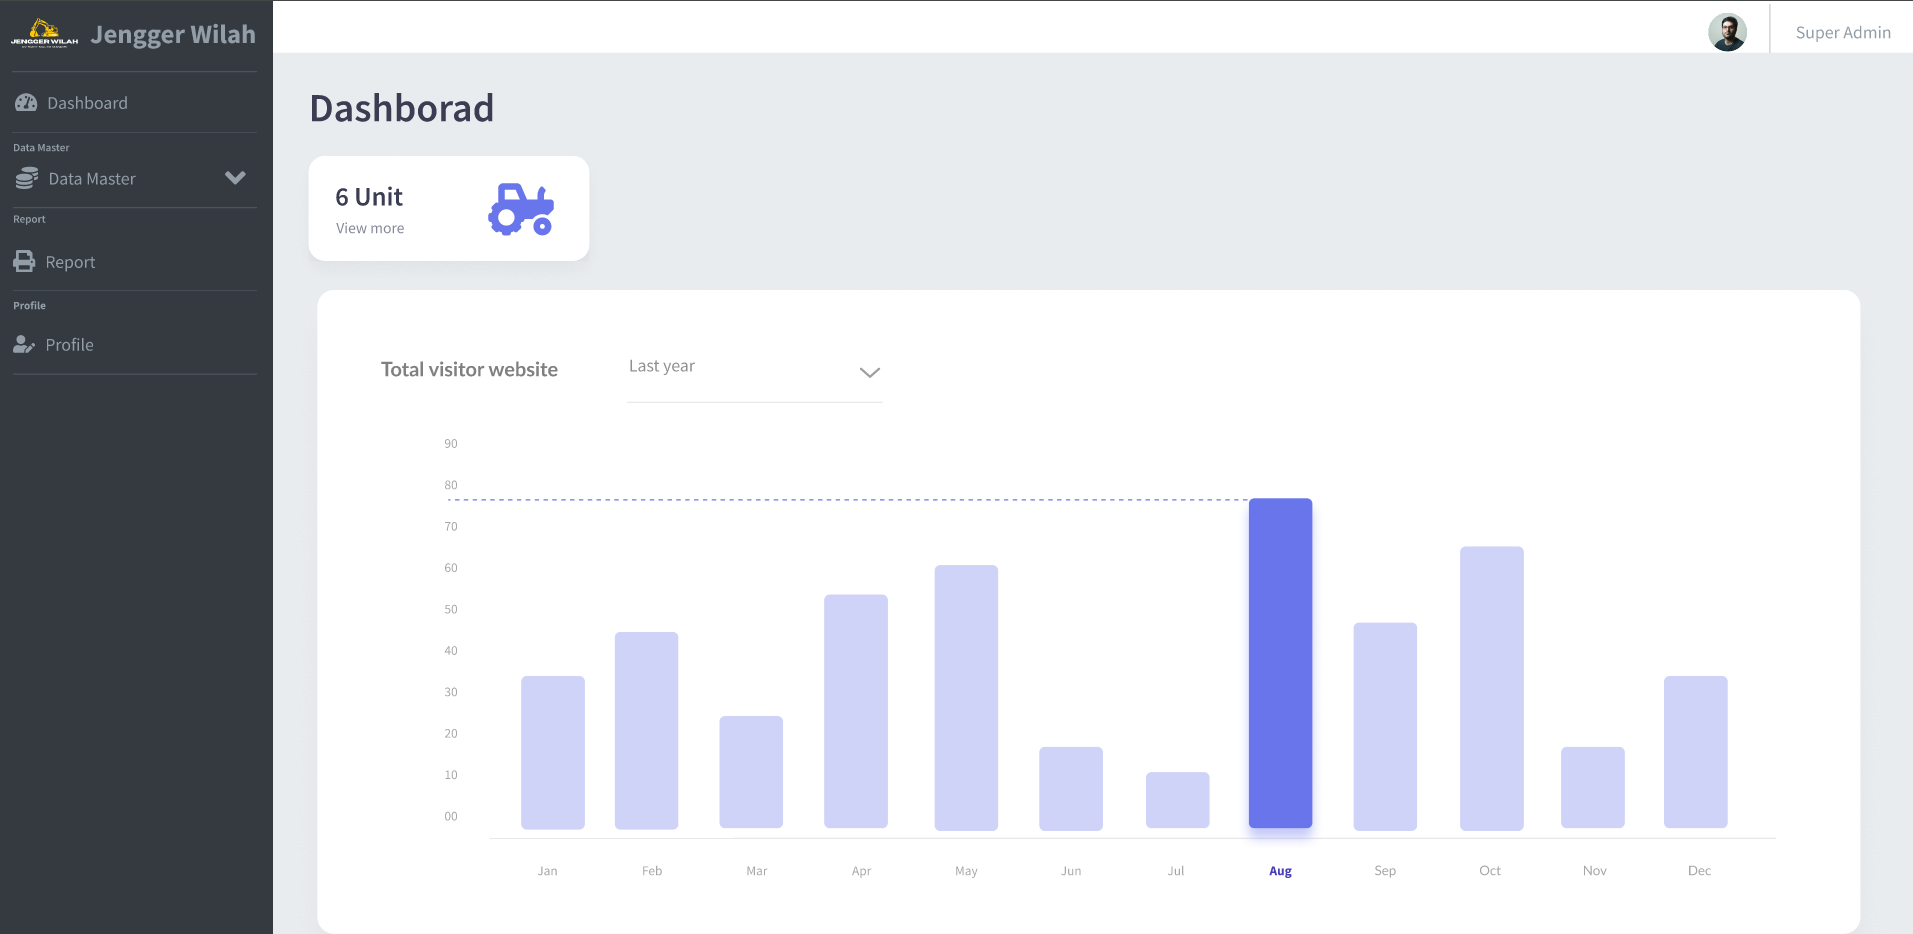 JENGGER WILAH
Jengger Wilah
Super Admin
Dashboard
Data Master
Data Master
Report
Report
Profile
Profile
Dashborad
6 Unit
View more
Total visitor website
Last year
90
80
70
60
50
40
30
20
10
00
Jan Feb Mar Apr May Jun Jul Aug Sep Oct Nov Dec